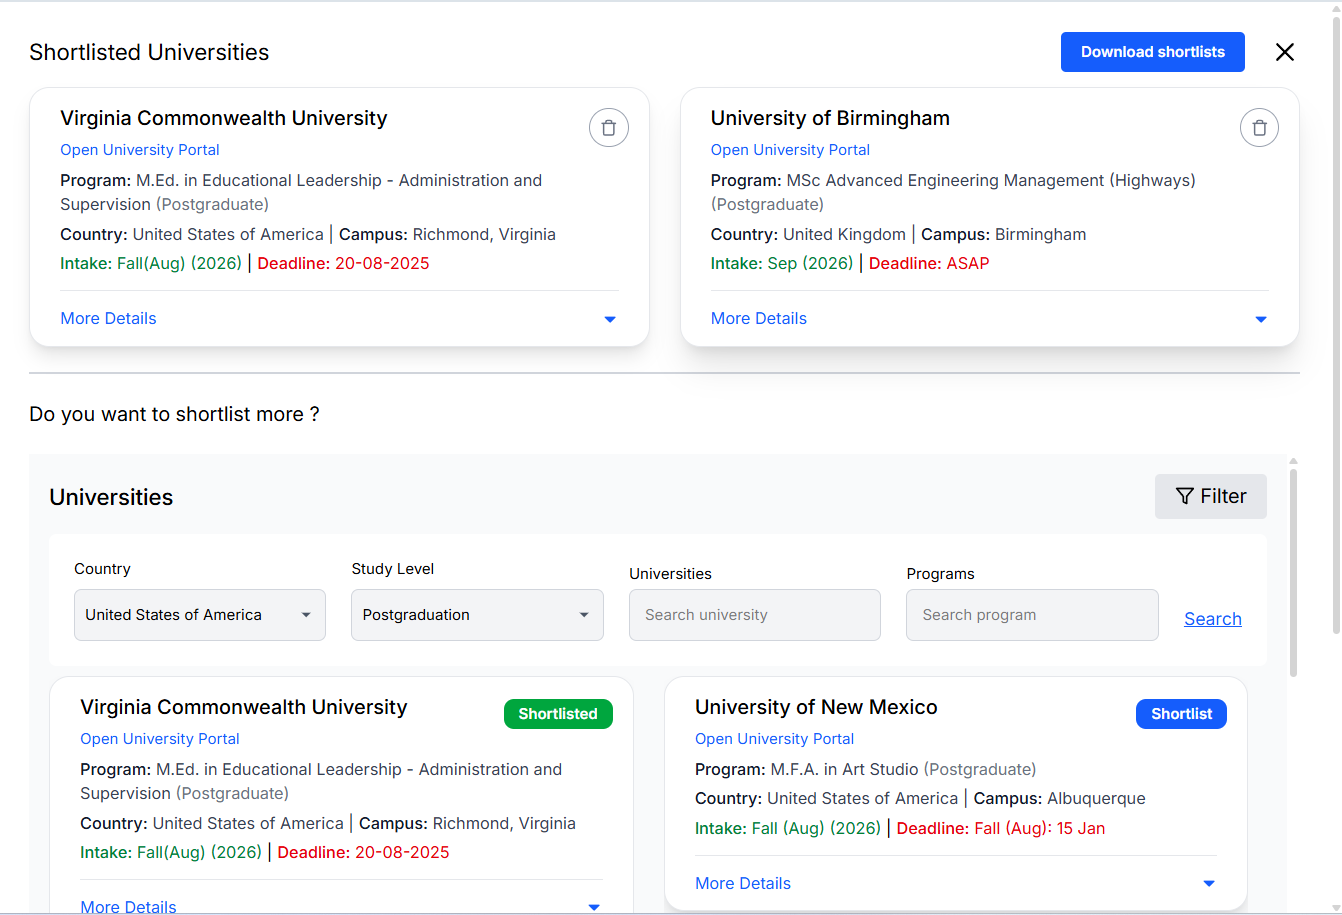 Shortlisted Universities
Download shortlists
Virginia Commonwealth University
Open University Portal
Program: M.Ed. in Educational Leadership - Administration and
Supervision (Postgraduate)
Country: United States of America | Campus: Richmond, Virginia
Intake: Fall(Aug) (2026) | Deadline: 20-08-2025
More Details
University of Birmingham
Open University Portal
Program: MSc Advanced Engineering Management (Highways)
(Postgraduate)
Country: United Kingdom | Campus: Birmingham
Intake: Sep (2026) | Deadline: ASAP
More Details
Do you want to shortlist more ?
Universities
Filter
Country
United States of America
Study Level
Postgraduation
Universities
Search university
Programs
Search program
Search
Virginia Commonwealth University
Shortlisted
Open University Portal
Program: M.Ed. in Educational Leadership - Administration and
Supervision (Postgraduate)
Country: United States of America | Campus: Richmond, Virginia
Intake: Fall(Aug) (2026) | Deadline: 20-08-2025
More Details
University of New Mexico
Shortlist
Open University Portal
Program: M.F.A. in Art Studio (Postgraduate)
Country: United States of America | Campus: Albuquerque
Intake: Fall (Aug) (2026) | Deadline: Fall (Aug): 15 Jan
More Details